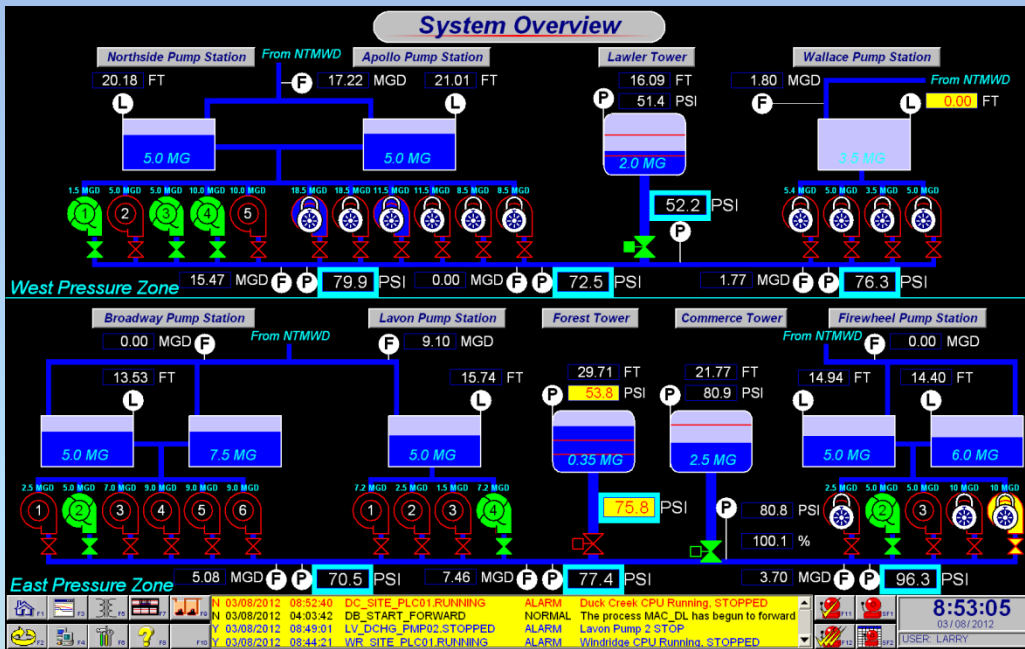 System Overview
Northside Pump Station
From NTMWD
Apollo Pump Station
Lawler Tower
Wallace Pump Station
20.18 FT
17.22 MGD
21.01 FT
16.09 FT
1.80 MGD
From NTMWD
F
L
L
P
51.4 PSI
F
L
0.00 FT
5.0 MG
5.0 MG
2.0 MG
3.5 MG
1.5 MGD
5.0 MGD
5.0 MGD
10.0 MGD
10.0 MGD
18.5 MGD
18.5 MGD
11.5 MGD
11.5 MGD
8.5 MGD
8.5 MGD
5.4 MGD
5.0 MGD
3.5 MGD
5.0 MGD
1
2
3
4
5
52.2 PSI
P
15.47 MGD
F
P
79.9 PSI
0.00 MGD
F
P
72.5 PSI
1.77 MGD
F
P
76.3 PSI
West Pressure Zone
Broadway Pump Station
Lavon Pump Station
Forest Tower
Commerce Tower
Firewheel Pump Station
0.00 MGD
F
From NTMWD
F
9.10 MGD
From NTMWD
F
0.00 MGD
13.53 FT
L
15.74 FT
L
29.71 FT
P
53.8 PSI
21.77 FT
P
80.9 PSI
14.94 FT
L
14.40 FT
L
5.0 MG
7.5 MG
5.0 MG
0.35 MG
2.5 MG
5.0 MG
6.0 MG
2.5 MGD
5.0 MGD
7.0 MGD
9.0 MGD
9.0 MGD
9.0 MGD
7.2 MGD
2.5 MGD
1.5 MGD
7.2 MGD
2.5 MGD
5.0 MGD
5.0 MGD
10 MGD
10 MGD
1
2
3
4
5
6
1
2
3
4
2
3
75.8 PSI
P
80.8 PSI
100.1 %
5.08 MGD
F
P
70.5 PSI
7.46 MGD
F
P
77.4 PSI
3.70 MGD
F
P
96.3 PSI
East Pressure Zone
N 03/08/2012 08:52:40 DC_SITE_PLC01.RUNNING ALARM Duck Creek CPU Running, STOPPED
N 03/08/2012 04:03:42 DB_START_FORWARD NORMAL The process MAC_DL has begun to forward
Y 03/08/2012 08:49:01 LV_DCHG_PMP02.STOPPED ALARM Lavon Pump 2 STOP
Y 03/08/2012 08:44:21 WR_SITE_PLC01.RUNNING ALARM Windridge CPU Running, STOPPED
8:53:05
03/08/2012
USER: LARRY